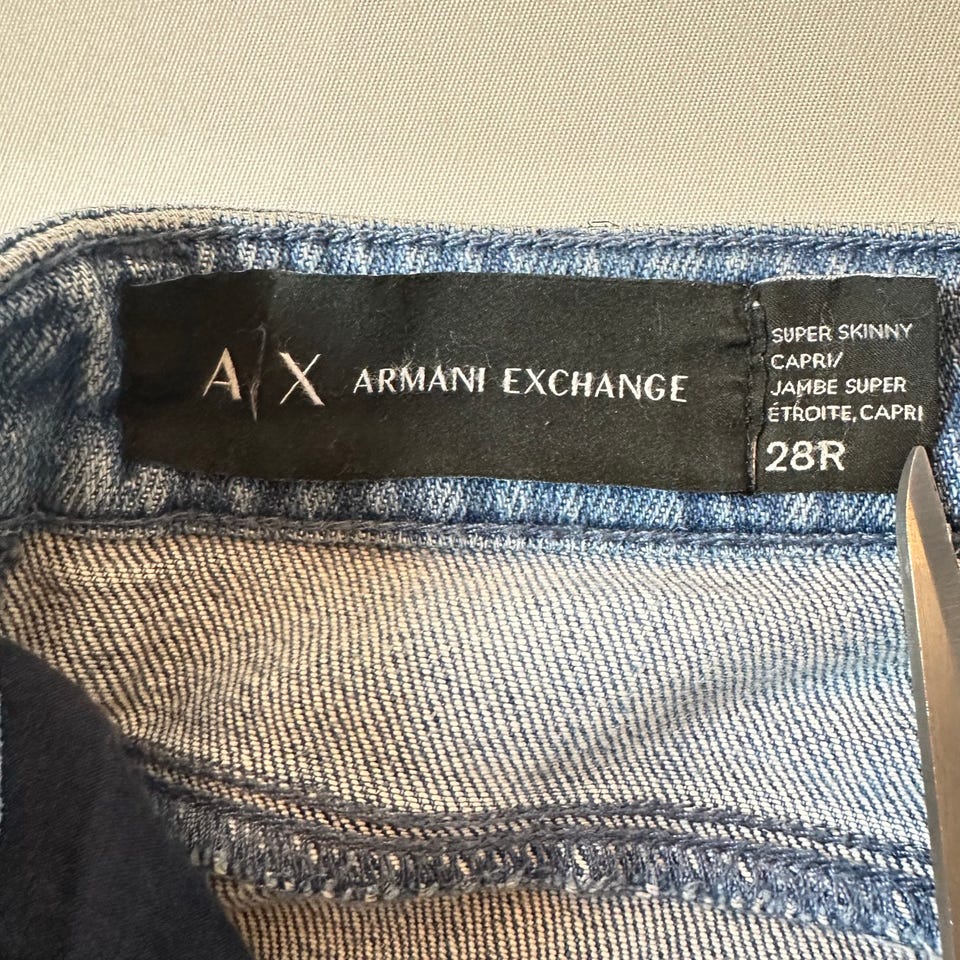 A/X ARMANI EXCHANGE
SUPER SKINNY
CAPRI/
JAMBE SUPER
ÉTROITE, CAPRI
28R